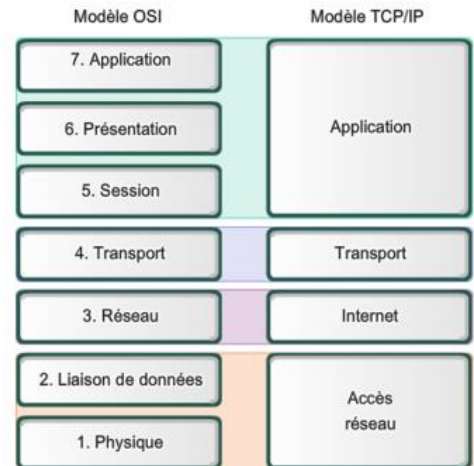 Modèle OSI
Modèle TCP/IP
7. Application
6. Présentation
5. Session
4. Transport
3. Réseau
2. Liaison de données
1. Physique
Application
Transport
Internet
Accès
réseau